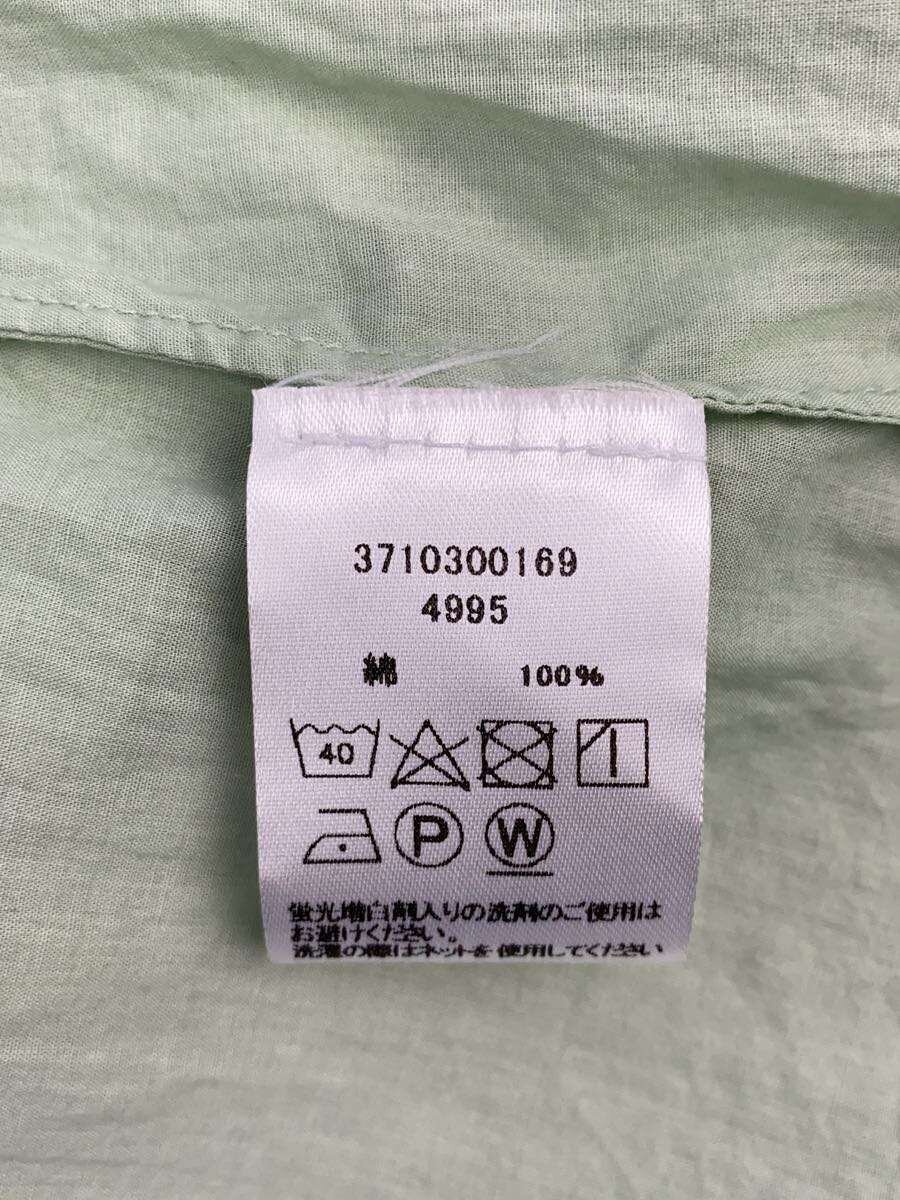 3710300169
4995
綿 100%
40
P W
蛍光増白剤入りの洗剤のご使用は
お避けください。
洗濯の際はネットを使用してください